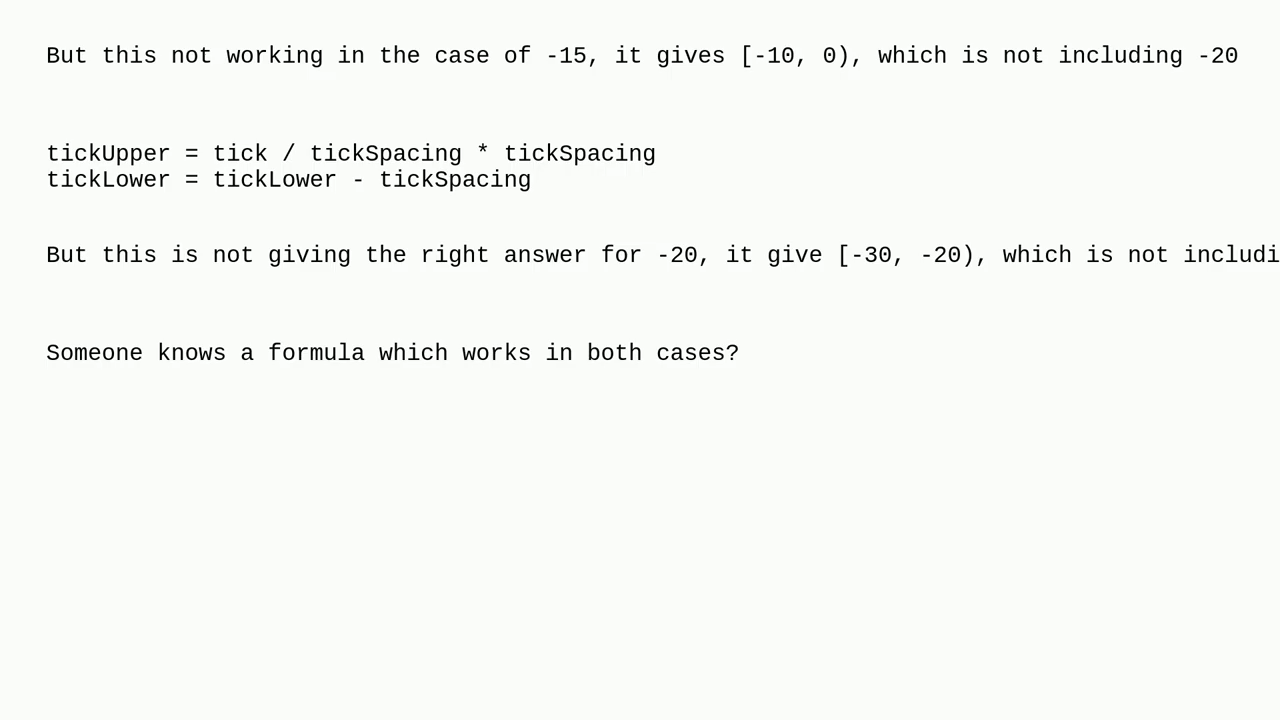 But this not working in the case of -15, it gives [-10, 0), which is not including -20
tickUpper = tick / tickSpacing * tickSpacing
tickLower = tickLower - tickSpacing
But this is not giving the right answer for -20, it give [-30, -20), which is not includi
Someone knows a formula which works in both cases?